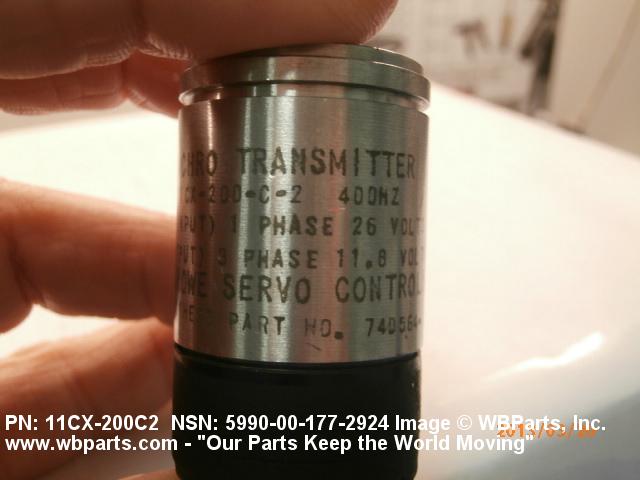 CHRO TRANSMITTER
CX-200-C-2 400HZ
PUT) 1 PHASE 26 VOLT
PUT) 3 PHASE 11.8 VOL
OWE SERVO CONTROL
PART NO. 74D564
PN: 11CX-200C2 NSN: 5990-00-177-2924 Image © WBParts, Inc.
www.wbparts.com - "Our Parts Keep the World Moving"